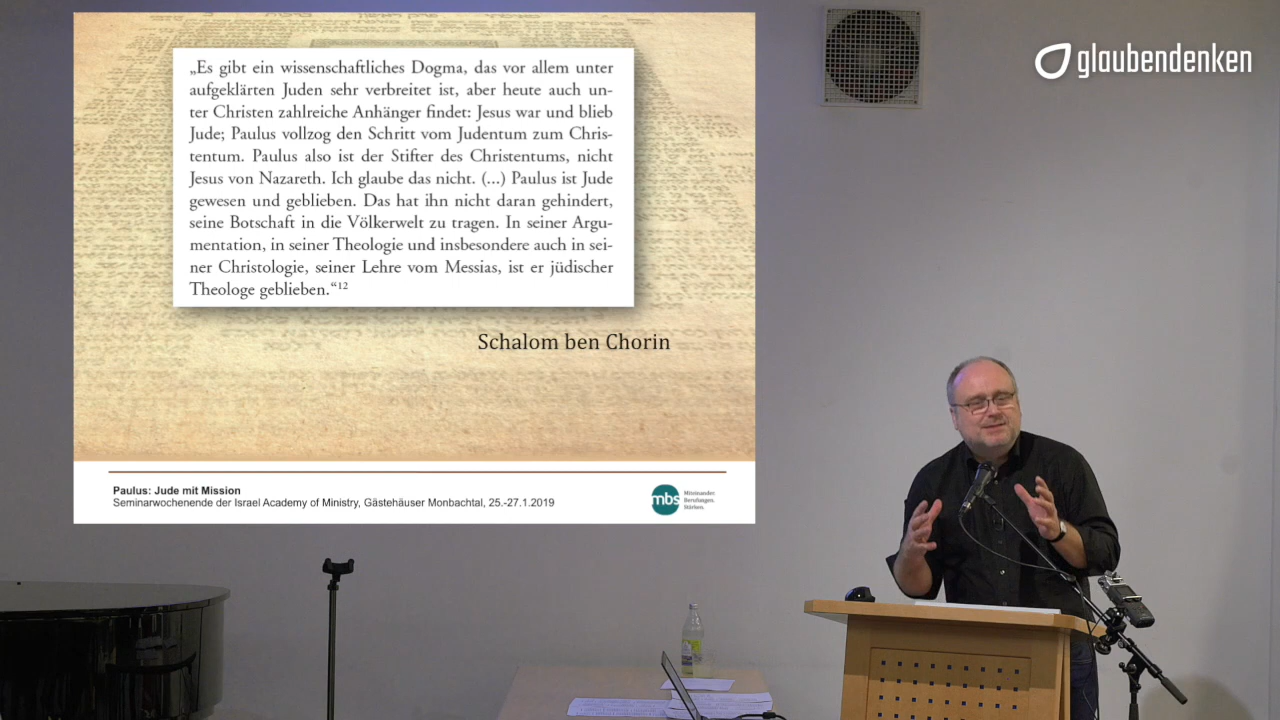 „Es gibt ein wissenschaftliches Dogma, das vor allem unter
aufgeklärten Juden sehr verbreitet ist, aber heute auch un-
ter Christen zahlreiche Anhänger findet: Jesus war und blieb
Jude; Paulus vollzog den Schritt vom Judentum zum Chris-
tentum. Paulus also ist der Stifter des Christentums, nicht
Jesus von Nazareth. Ich glaube das nicht. (...) Paulus ist Jude
gewesen und geblieben. Das hat ihn nicht daran gehindert,
seine Botschaft in die Völkerwelt zu tragen. In seiner Argu-
mentation, in seiner Theologie und insbesondere auch in sei-
ner Christologie, seiner Lehre vom Messias, ist er jüdischer
Theologe geblieben.“12
Schalom ben Chorin
Paulus: Jude mit Mission
Seminarwochenende der Israel Academy of Ministry, Gästehäuser Monbachtal, 25.-27.1.2019
mbs
Miteinander.
Berufungen.
Stärken.
glaubendenken